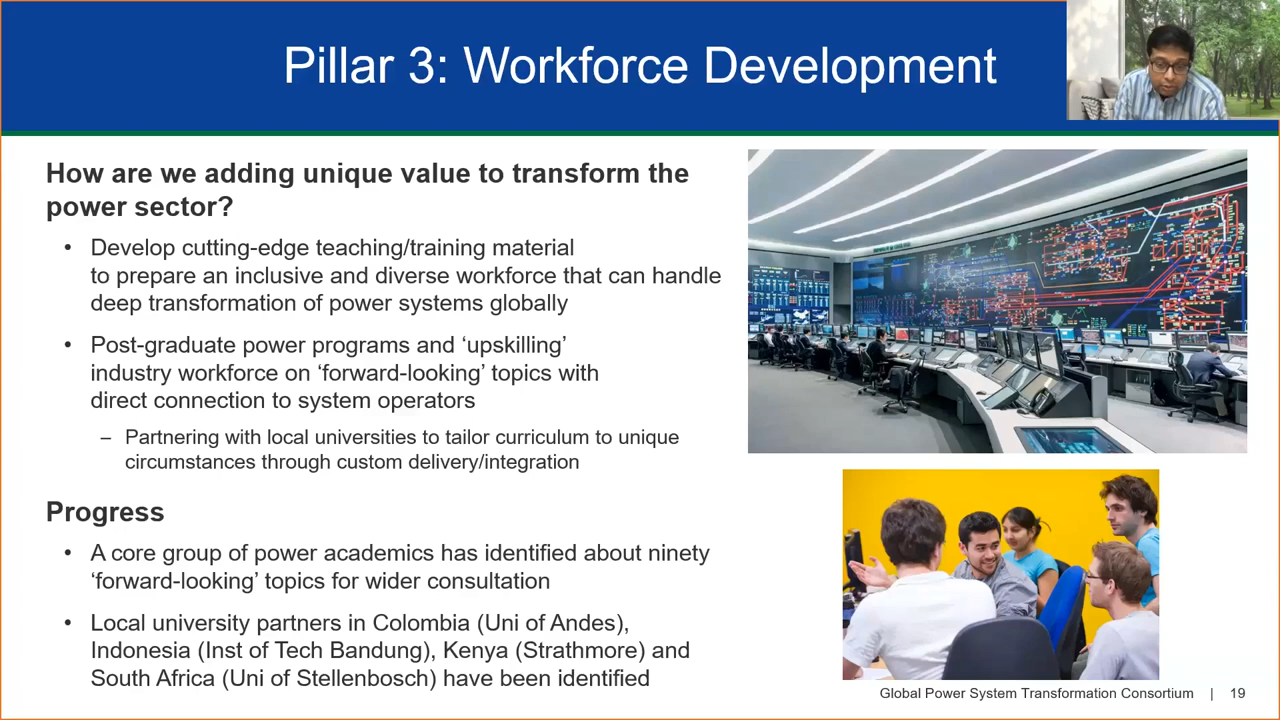 Pillar 3: Workforce Development
How are we adding unique value to transform the
power sector?
• Develop cutting-edge teaching/training material
to prepare an inclusive and diverse workforce that can handle
deep transformation of power systems globally
• Post-graduate power programs and ‘upskilling’
industry workforce on ‘forward-looking’ topics with
direct connection to system operators
– Partnering with local universities to tailor curriculum to unique
circumstances through custom delivery/integration
Progress
• A core group of power academics has identified about ninety
‘forward-looking’ topics for wider consultation
• Local university partners in Colombia (Uni of Andes),
Indonesia (Inst of Tech Bandung), Kenya (Strathmore) and
South Africa (Uni of Stellenbosch) have been identified
Global Power System Transformation Consortium | 19